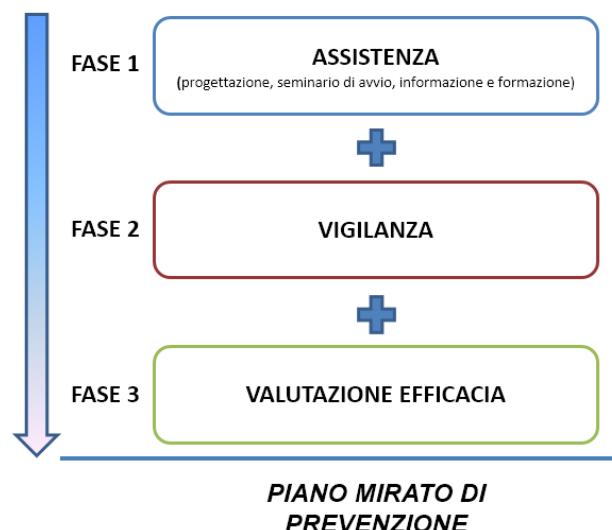 FASE 1
ASSISTENZA
(progettazione, seminario di avvio, informazione e formazione)
FASE 2
VIGILANZA
FASE 3
VALUTAZIONE EFFICACIA
PIANO MIRATO DI
PREVENZIONE